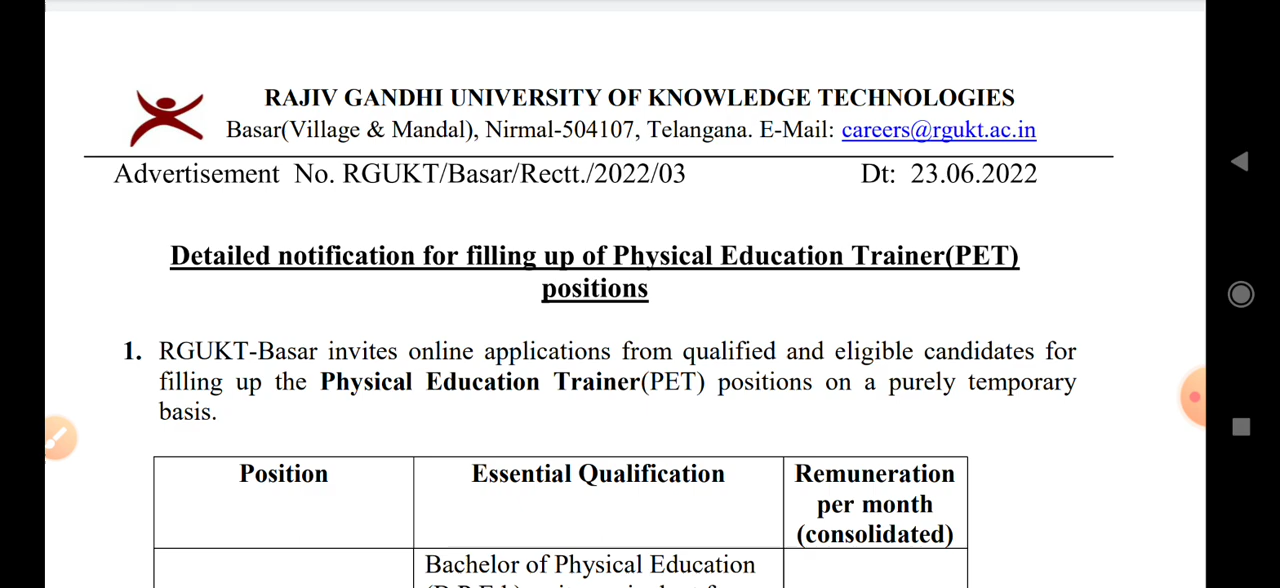 RAJIV GANDHI UNIVERSITY OF KNOWLEDGE TECHNOLOGIES
Basar(Village & Mandal), Nirmal-504107, Telangana. E-Mail: careers@rgukt.ac.in
Advertisement No. RGUKT/Basar/Rectt./2022/03 Dt: 23.06.2022
Detailed notification for filling up of Physical Education Trainer(PET)
positions
1. RGUKT-Basar invites online applications from qualified and eligible candidates for
filling up the Physical Education Trainer(PET) positions on a purely temporary
basis.
Position Essential Qualification Remuneration
per month
(consolidated)
Bachelor of Physical Education